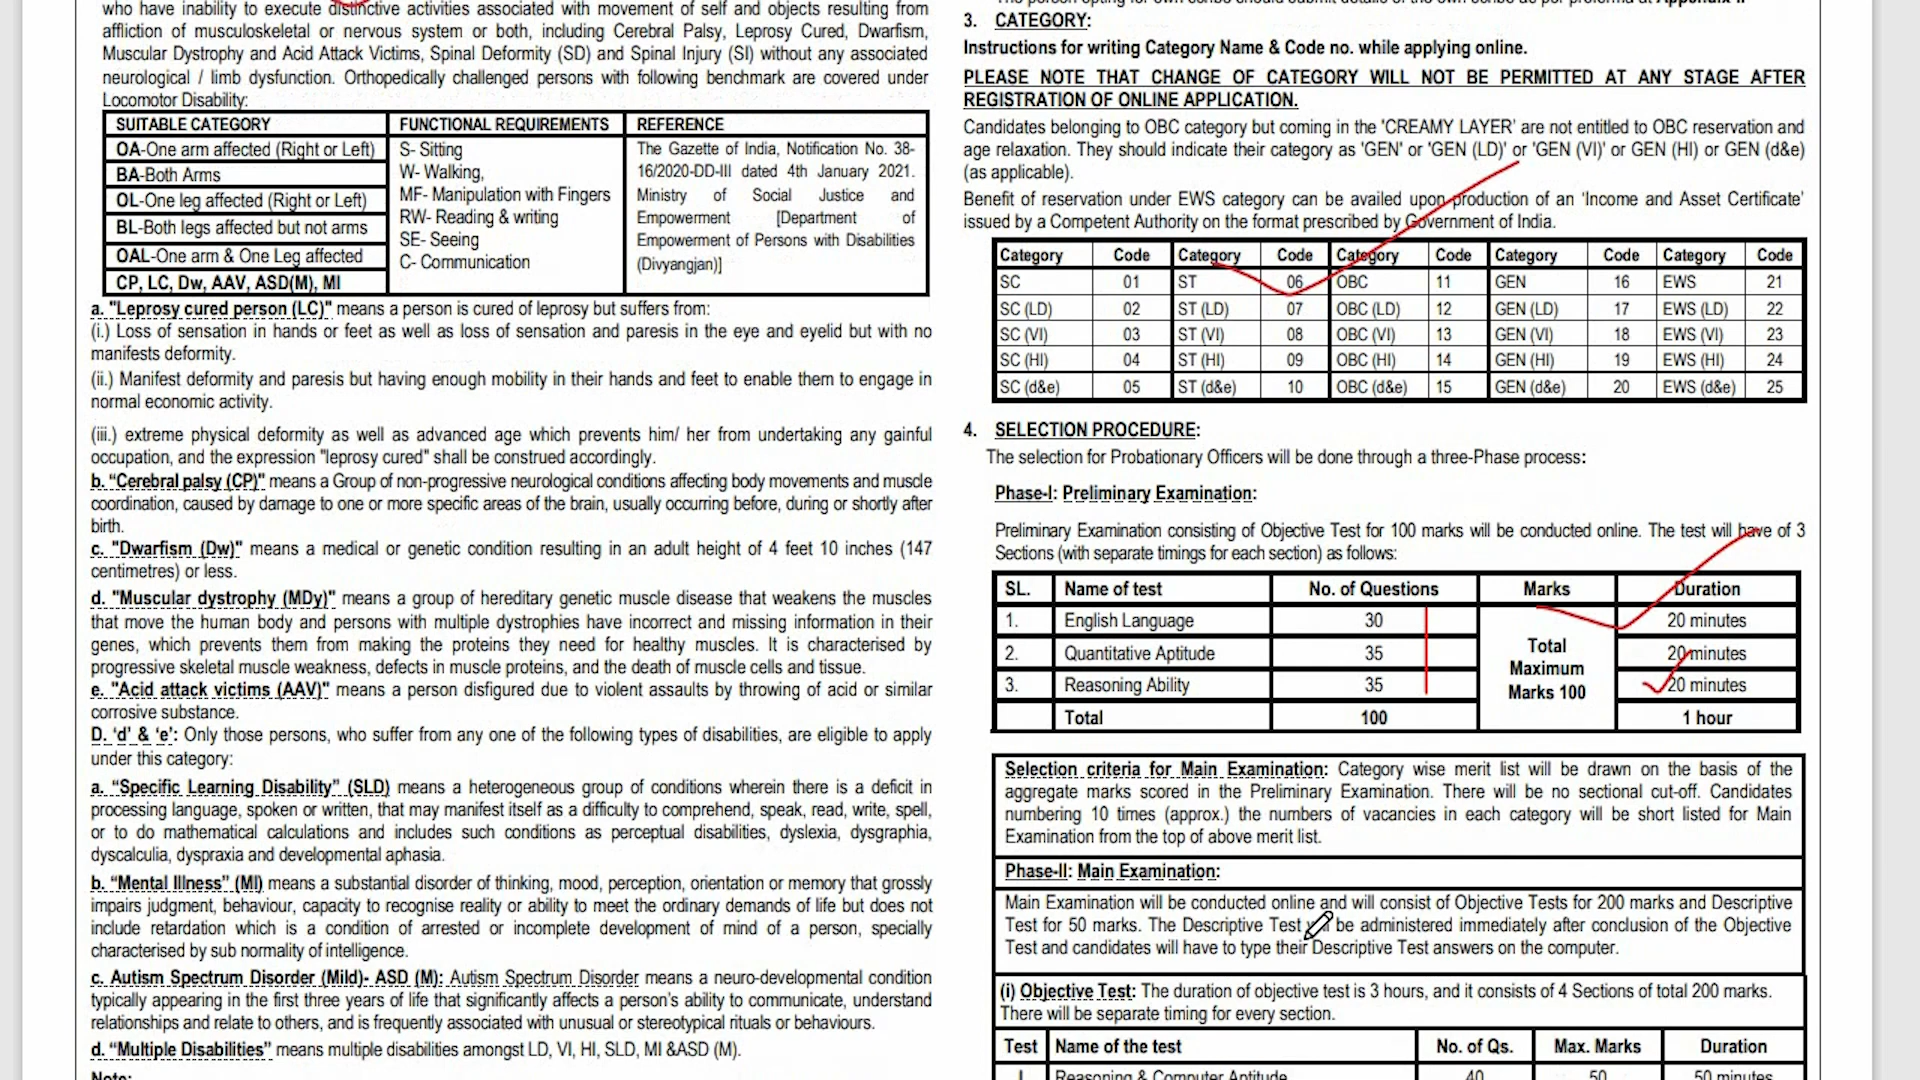 who have inability to execute distinctive activities associated with movement of self and objects resulting from
affliction of musculoskeletal or nervous system or both, including Cerebral Palsy, Leprosy Cured, Dwarfism,
Muscular Dystrophy and Acid Attack Victims, Spinal Deformity (SD) and Spinal Injury (SI) without any associated
neurological / limb dysfunction. Orthopedically challenged persons with following benchmark are covered under
Locomotor Disability:
SUITABLE CATEGORY FUNCTIONAL REQUIREMENTS REFERENCE
OA-One arm affected (Right or Left)
BA-Both Arms
OL-One leg affected (Right or Left)
BL-Both legs affected but not arms
OAL-One arm & One Leg affected
CP, LC, Dw, AAV, ASD(M), MI
S- Sitting
W- Walking,
MF- Manipulation with Fingers
RW- Reading & writing
SE- Seeing
C- Communication
The Gazette of India, Notification No. 38-
16/2020-DD-III dated 4th January 2021.
Ministry of Social Justice and
Empowerment [Department of
Empowerment of Persons with Disabilities
(Divyangjan)]
a. "Leprosy cured person (LC)" means a person is cured of leprosy but suffers from:
(i.) Loss of sensation in hands or feet as well as loss of sensation and paresis in the eye and eyelid but with no
manifests deformity.
(ii.) Manifest deformity and paresis but having enough mobility in their hands and feet to enable them to engage in
normal economic activity.
(iii.) extreme physical deformity as well as advanced age which prevents him/ her from undertaking any gainful
occupation, and the expression "leprosy cured" shall be construed accordingly.
b. "Cerebral palsy (CP)" means a Group of non-progressive neurological conditions affecting body movements and muscle
coordination, caused by damage to one or more specific areas of the brain, usually occurring before, during or shortly after
birth.
c. "Dwarfism (Dw)" means a medical or genetic condition resulting in an adult height of 4 feet 10 inches (147
centimetres) or less.
d. "Muscular dystrophy (MDy)" means a group of hereditary genetic muscle disease that weakens the muscles
that move the human body and persons with multiple dystrophies have incorrect and missing information in their
genes, which prevents them from making the proteins they need for healthy muscles. It is characterised by
progressive skeletal muscle weakness, defects in muscle proteins, and the death of muscle cells and tissue.
e. "Acid attack victims (AAV)" means a person disfigured due to violent assaults by throwing of acid or similar
corrosive substance.
D. 'd' & 'e': Only those persons, who suffer from any one of the following types of disabilities, are eligible to apply
under this category:
a. "Specific Learning Disability" (SLD) means a heterogeneous group of conditions wherein there is a deficit in
processing language, spoken or written, that may manifest itself as a difficulty to comprehend, speak, read, write, spell,
or to do mathematical calculations and includes such conditions as perceptual disabilities, dyslexia, dysgraphia,
dyscalculia, dyspraxia and developmental aphasia.
b. "Mental Illness" (MI) means a substantial disorder of thinking, mood, perception, orientation or memory that grossly
impairs judgment, behaviour, capacity to recognise reality or ability to meet the ordinary demands of life but does not
include retardation which is a condition of arrested or incomplete development of mind of a person, specially
characterised by sub normality of intelligence.
c. Autism Spectrum Disorder (Mild)- ASD (M): Autism Spectrum Disorder means a neuro-developmental condition
typically appearing in the first three years of life that significantly affects a person's ability to communicate, understand
relationships and relate to others, and is frequently associated with unusual or stereotypical rituals or behaviours.
d. "Multiple Disabilities" means multiple disabilities amongst LD, VI, HI, SLD, MI &ASD (M).
Note:
3. CATEGORY:
Instructions for writing Category Name & Code no. while applying online.
PLEASE NOTE THAT CHANGE OF CATEGORY WILL NOT BE PERMITTED AT ANY STAGE AFTER
REGISTRATION OF ONLINE APPLICATION.
Candidates belonging to OBC category but coming in the 'CREAMY LAYER' are not entitled to OBC reservation and
age relaxation. They should indicate their category as 'GEN' or 'GEN (LD)' or 'GEN (VI)' or GEN (HI) or GEN (d&e)
(as applicable).
Benefit of reservation under EWS category can be availed upon production of an 'Income and Asset Certificate'
issued by a Competent Authority on the format prescribed by Government of India.
Category Code Category Code Category Code Category Code Category Code
SC 01 ST 06 OBC 11 GEN 16 EWS 21
SC (LD) 02 ST (LD) 07 OBC (LD) 12 GEN (LD) 17 EWS (LD) 22
SC (VI) 03 ST (VI) 08 OBC (VI) 13 GEN (VI) 18 EWS (VI) 23
SC (HI) 04 ST (HI) 09 OBC (HI) 14 GEN (HI) 19 EWS (HI) 24
SC (d&e) 05 ST (d&e) 10 OBC (d&e) 15 GEN (d&e) 20 EWS (d&e) 25
4. SELECTION PROCEDURE:
The selection for Probationary Officers will be done through a three-Phase process:
Phase-I: Preliminary Examination:
Preliminary Examination consisting of Objective Test for 100 marks will be conducted online. The test will have of 3
Sections (with separate timings for each section) as follows:
SL. Name of test No. of Questions Marks Duration
1. English Language 30 20 minutes
2. Quantitative Aptitude 35 20 minutes
3. Reasoning Ability 35 20 minutes
Total
Maximum
Marks 100
Total 100 1 hour
Selection criteria for Main Examination: Category wise merit list will be drawn on the basis of the
aggregate marks scored in the Preliminary Examination. There will be no sectional cut-off. Candidates
numbering 10 times (approx.) the numbers of vacancies in each category will be short listed for Main
Examination from the top of above merit list.
Phase-II: Main Examination:
Main Examination will be conducted online and will consist of Objective Tests for 200 marks and Descriptive
Test for 50 marks. The Descriptive Test be administered immediately after conclusion of the Objective
Test and candidates will have to type their Descriptive Test answers on the computer.
(i) Objective Test: The duration of objective test is 3 hours, and it consists of 4 Sections of total 200 marks.
There will be separate timing for every section.
Test Name of the test No. of Qs. Max. Marks Duration
I Reasoning & Computer Aptitude 40 50 50 minutes